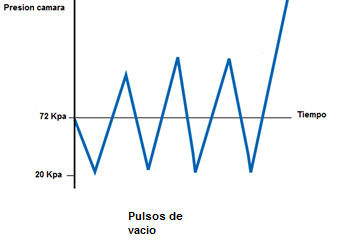 Presion camara
72 Kpa
Tiempo
20 Kpa
Pulsos de
vacio